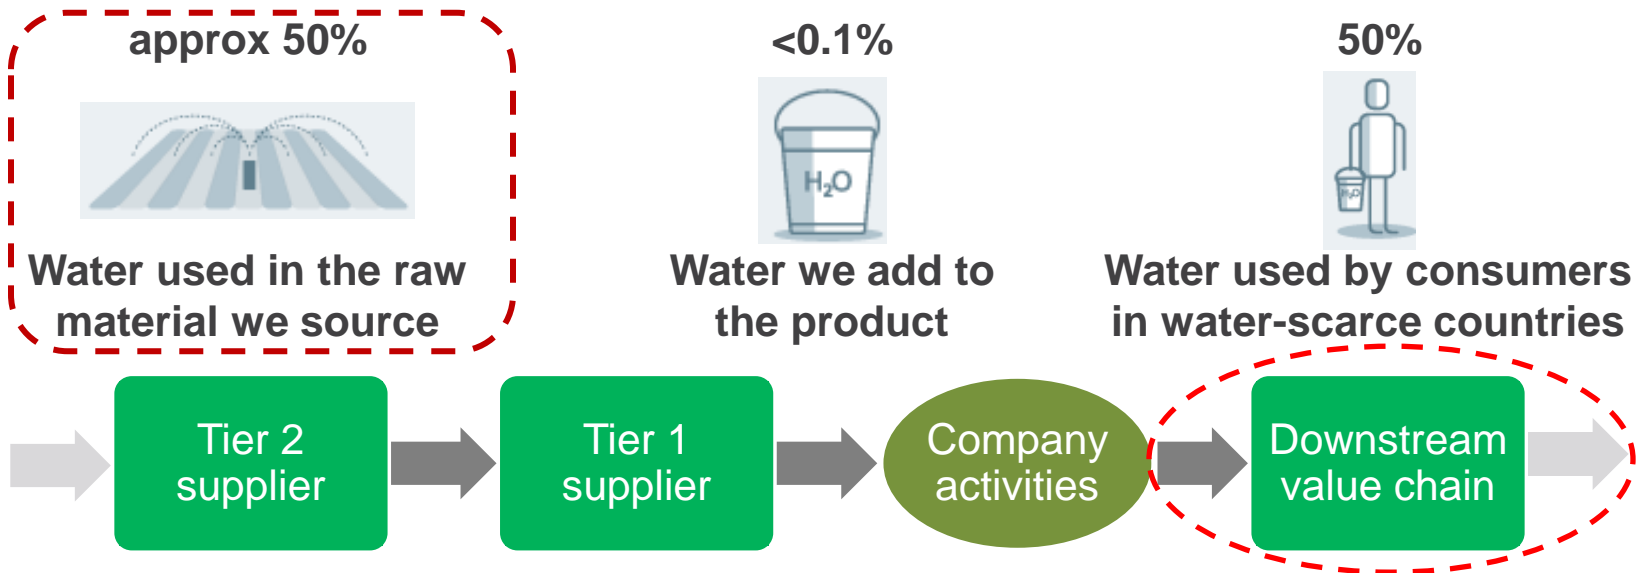 approx 50%
Water used in the raw
material we source
<0.1%
H₂O
Water we add to
the product
50%
H₂O
Water used by consumers
in water-scarce countries
Tier 2
supplier
Tier 1
supplier
Company
activities
Downstream
value chain